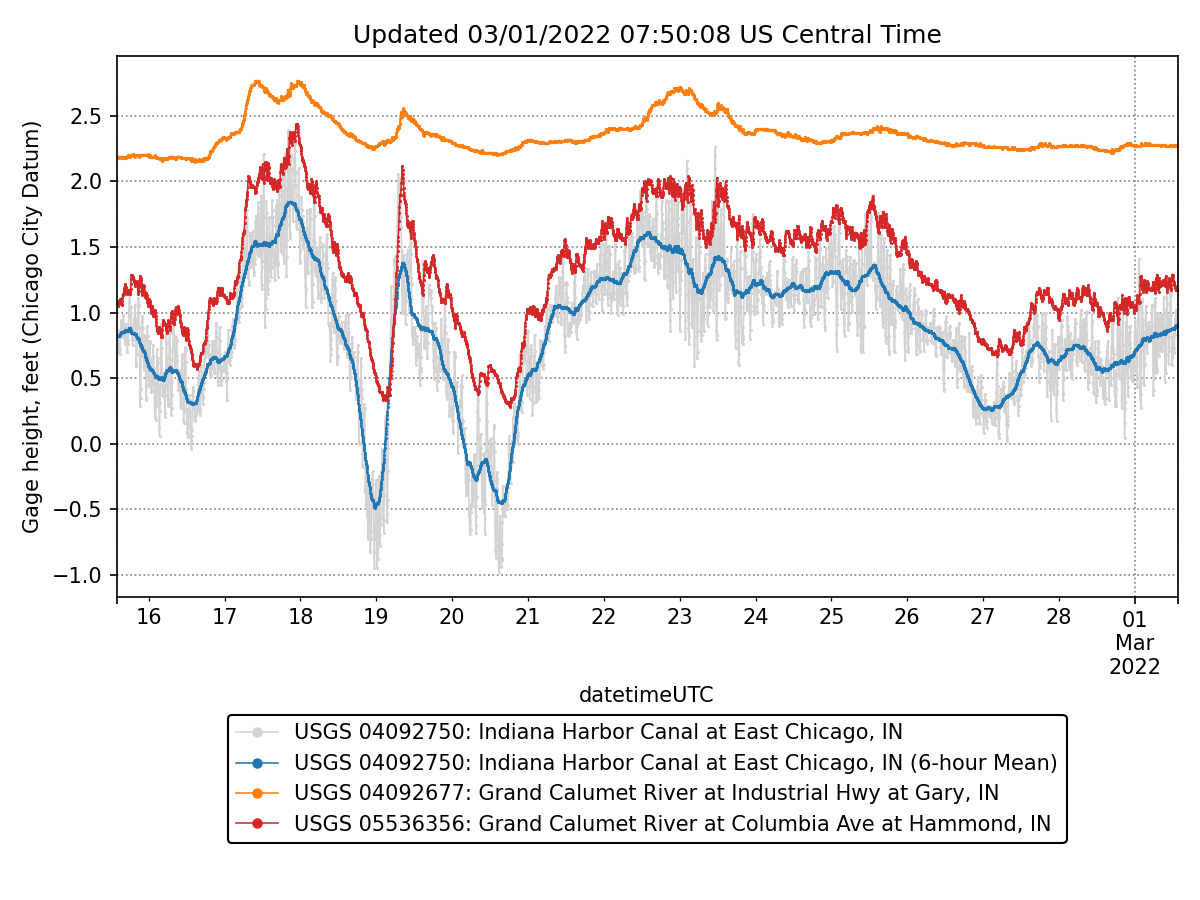 Updated 03/01/2022 07:50:08 US Central Time
Gage height, feet (Chicago City Datum)
2.5
2.0
1.5
1.0
0.5
0.0
−0.5
−1.0
16 17 18 19 20 21 22 23 24 25 26 27 28 01
Mar
2022
datetimeUTC
USGS 04092750: Indiana Harbor Canal at East Chicago, IN
USGS 04092750: Indiana Harbor Canal at East Chicago, IN (6-hour Mean)
USGS 04092677: Grand Calumet River at Industrial Hwy at Gary, IN
USGS 05536356: Grand Calumet River at Columbia Ave at Hammond, IN